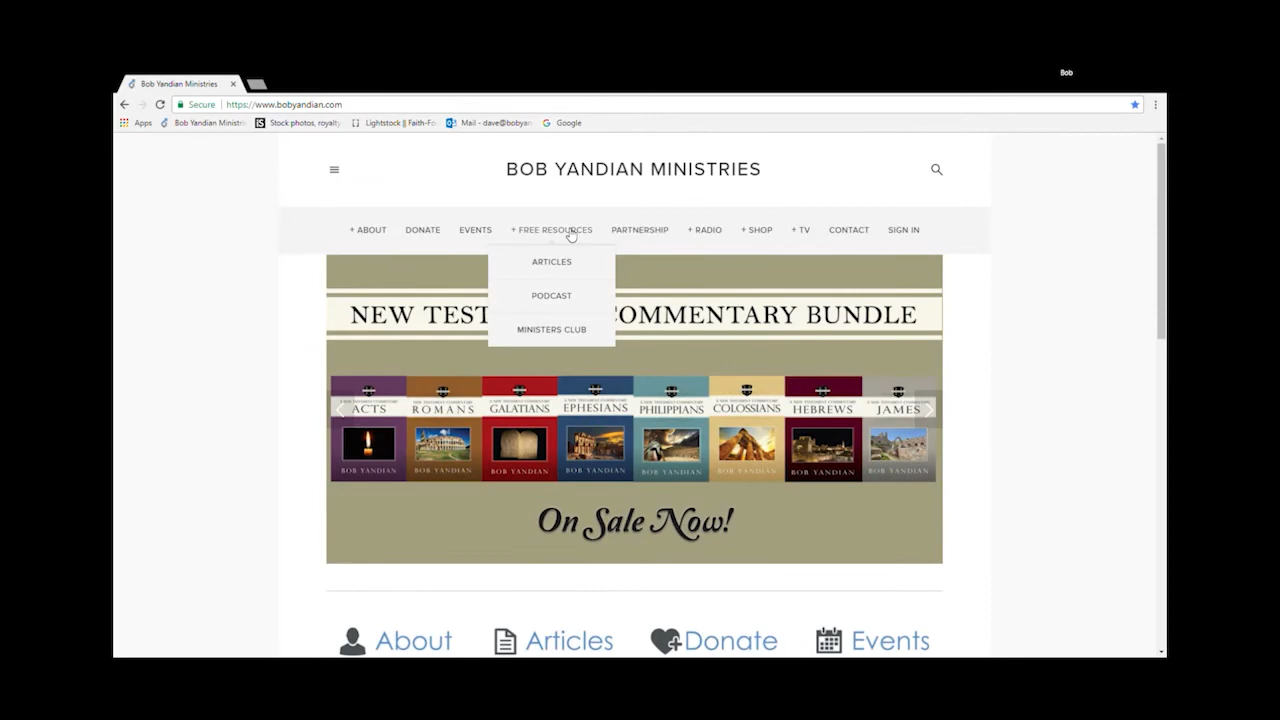 Bob
Bob Yandian Ministries
Secure https://www.bobyandian.com
Apps Bob Yandian Ministri Stock photos, royalty Lightstock || Faith-Fo Mail - dave@bobyan Google
BOB YANDIAN MINISTRIES
+ ABOUT DONATE EVENTS + FREE RESOURCES PARTNERSHIP + RADIO + SHOP + TV CONTACT SIGN IN
ARTICLES
PODCAST
MINISTERS CLUB
NEW TEST OMMENTARY BUNDLE
ACTS ROMANS GALATIANS EPHESIANS PHILIPPIANS COLOSSIANS HEBREWS JAMES
BOB YANDIAN BOB YANDIAN BOB YANDIAN BOB YANDIAN BOB YANDIAN BOB YANDIAN BOB YANDIAN BOB YANDIAN
On Sale Now!
About Articles Donate Events